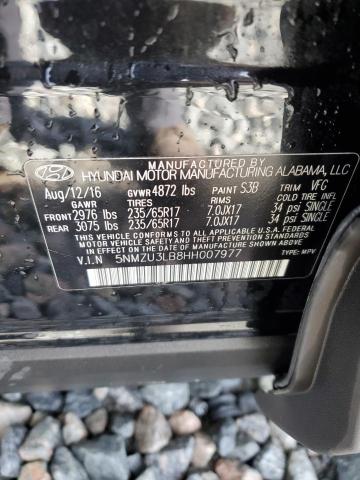 MANUFACTURED BY
HYUNDAI MOTOR MANUFACTURING ALABAMA, LLC
Aug/12/16 GVWR 4872 lbs PAINT S3B TRIM VFC
GAWR TIRES RIMS COLD TIRE INFLATION
FRONT 2976 lbs 235/65R17 7.0JX17 34 psi SINGLE
REAR 3075 lbs 235/65R17 7.0JX17 34 psi SINGLE
THIS VEHICLE CONFORMS TO ALL APPLICABLE U.S.A. FEDERAL
MOTOR VEHICLE SAFETY, BUMPER, AND
THEFT PREVENTION STANDARDS IN EFFECT ON
THE DATE OF MANUFACTURE SHOWN ABOVE.
V.I.N 5NMZU3LB8HH007977 TYPE: MPV